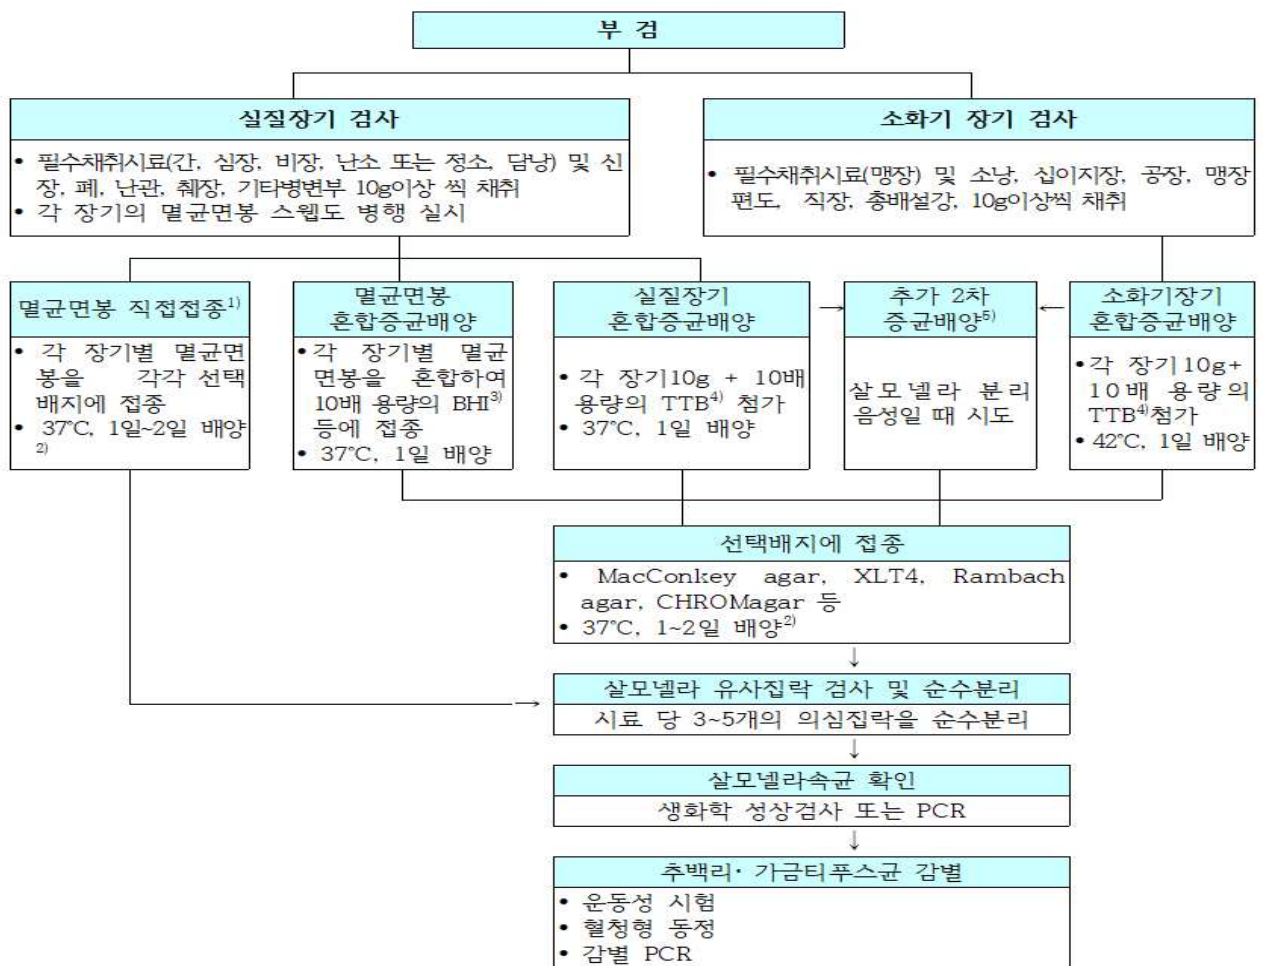 부 검
실질장기 검사
• 필수채취시료(간, 심장, 비장, 난소 또는 정소, 담낭) 및 신
장, 폐, 난관, 췌장, 기타병변부 10g이상 씩 채취
• 각 장기의 멸균면봉 스웹도 병행 실시
소화기 장기 검사
• 필수채취시료(맹장) 및 소낭, 십이지장, 공장, 맹장
편도, 직장, 총배설강, 10g이상씩 채취
멸균면봉 직접접종1)
• 각 장기별 멸균면
봉을 각각 선택
배지에 접종
• 37℃, 1일~2일 배양
2)
멸균면봉
혼합증균배양
• 각 장기별 멸균
면봉을 혼합하여
10배 용량의 BHI3)
등에 접종
• 37℃, 1일 배양
실질장기
혼합증균배양
• 각 장기10g + 10배
용량의 TTB4) 첨가
• 37℃, 1일 배양
→
추가 2차
증균배양5)
살모넬라 분리
음성일 때 시도
←
소화기장기
혼합증균배양
• 각 장기10g+
10배 용량의
TTB4)첨가
• 42℃, 1일 배양
선택배지에 접종
• MacConkey agar, XLT4, Rambach
agar, CHROMagar 등
• 37℃, 1~2일 배양2)
↓
→
살모넬라 유사집락 검사 및 순수분리
시료 당 3~5개의 의심집락을 순수분리
↓
살모넬라속균 확인
생화학 성상검사 또는 PCR
↓
추백리· 가금티푸스균 감별
• 운동성 시험
• 혈청형 동정
• 감별 PCR